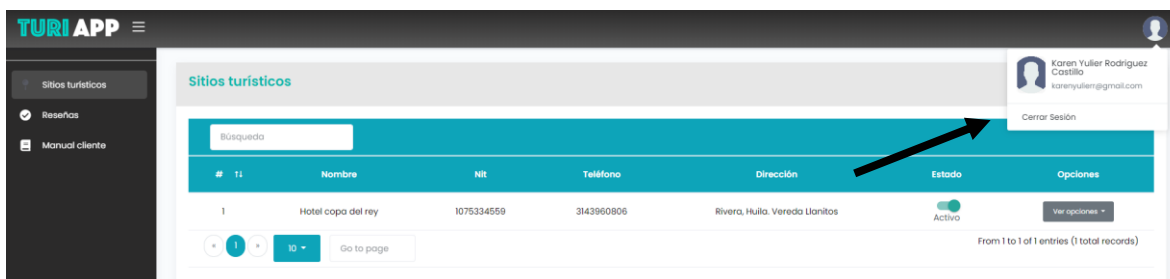 TURI APP
Karen Yulier Rodriguez
Castillo
karenyulierr@gmail.com
Cerrar Sesión
Sitios turísticos
Reseñas
Manual cliente
Sitios turísticos
Búsqueda
# Nombre Nit Teléfono Dirección Estado Opciones
1 Hotel copa del rey 1075334559 3143960806 Rivera, Huila. Vereda Llanitos Activo Ver opciones
« 1 » 10 Go to page From 1 to 1 of 1 entries (1 total records)